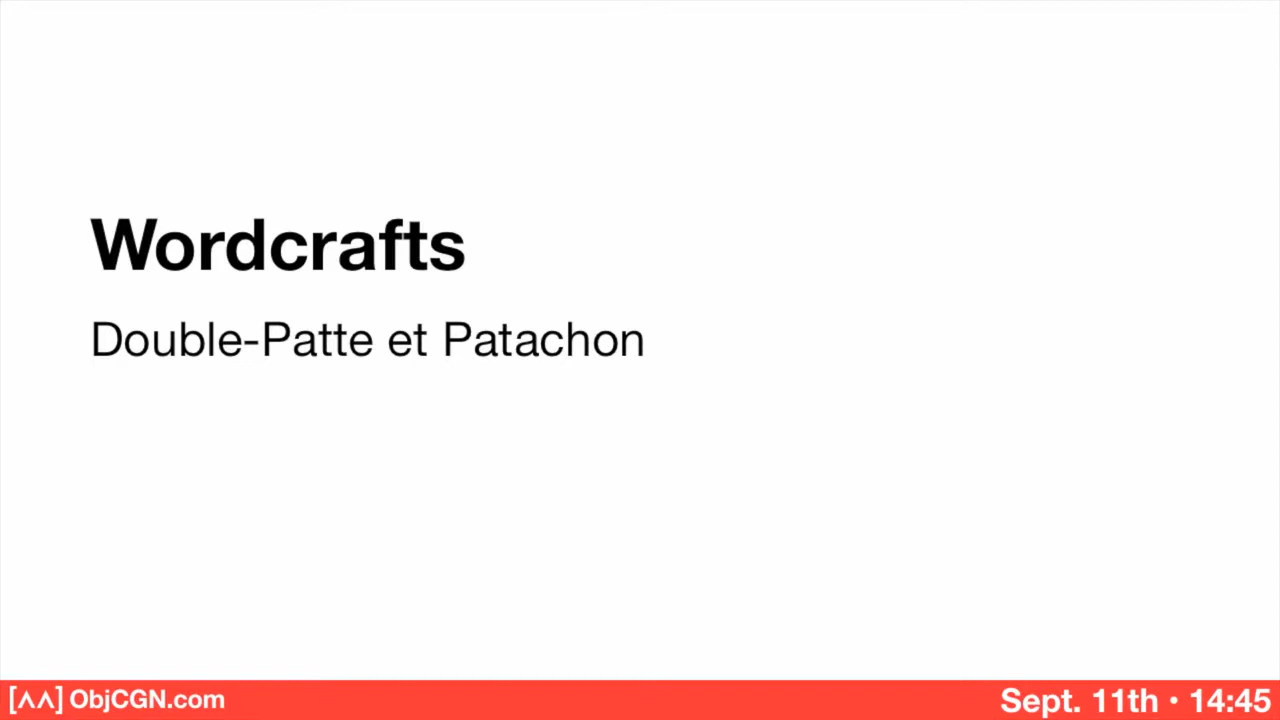 Wordcrafts
Double-Patte et Patachon
[ʌʌ] ObjCGN.com
Sept. 11th • 14:45